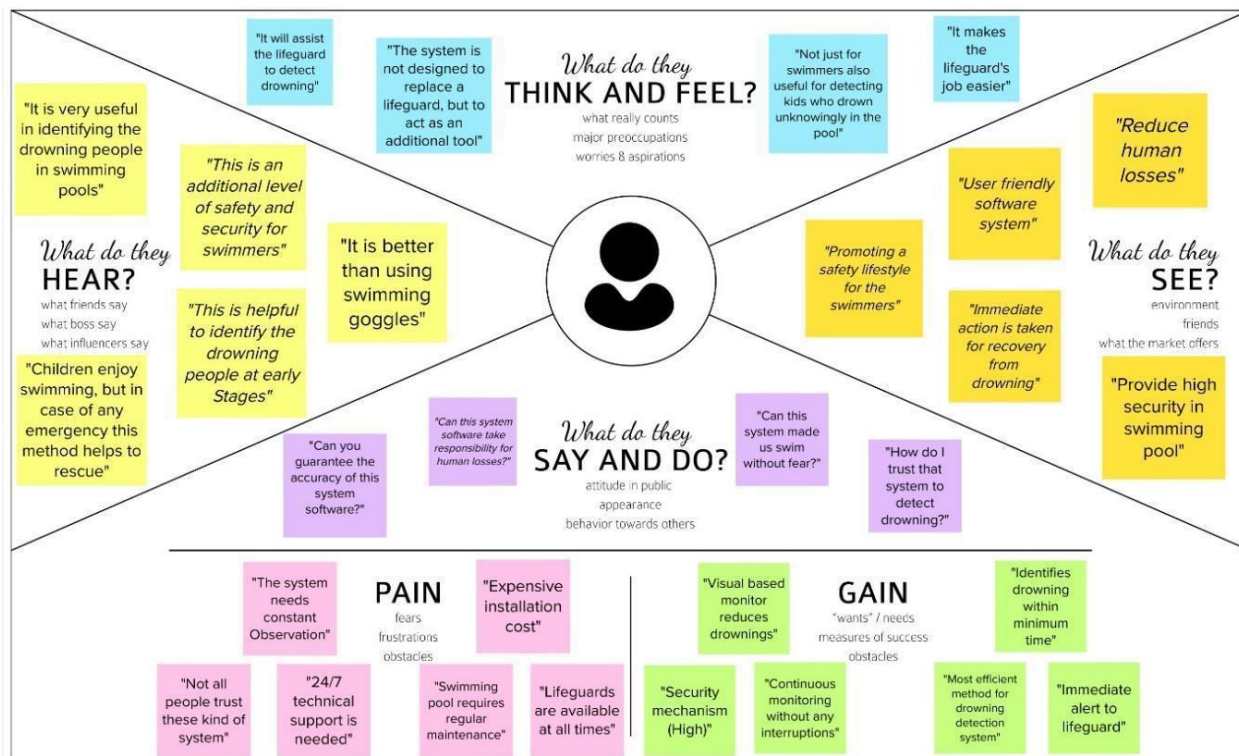 "It will assist
the lifeguard
to detect
drowning"
"The system is
not designed to
replace a
lifeguard, but to
act as an
additional tool"
What do they
THINK AND FEEL?
what really counts
major preoccupations
worries & aspirations
"Not just for
swimmers also
useful for detecting
kids who drown
unknowingly in the
pool"
"It makes
the
lifeguard's
job easier"
"It is very useful
in identifying the
drowning people
in swimming
pools"
"This is an
additional level
of safety and
security for
swimmers"
What do they
HEAR?
what friends say
what boss say
what influencers say
"It is better
than using
swimming
goggles"
"This is helpful
to identify the
drowning
people at early
Stages"
"Children enjoy
swimming, but in
case of any
emergency this
method helps to
rescue"
"Reduce
human
losses"
"User friendly
software
system"
"Promoting a
safety lifestyle
for the
swimmers"
What do they
SEE?
environment
friends
what the market offers
"Immediate
action is taken
for recovery
from
drowning"
"Provide high
security in
swimming
pool"
"Can you
guarantee the
accuracy of this
system
software?"
"Can this system
software take
responsibility for
human losses?"
What do they
SAY AND DO?
attitude in public
appearance
behavior towards others
"Can this
system made
us swim
without fear?"
"How do I
trust that
system to
detect
drowning?"
"The system
needs
constant
Observation"
PAIN
fears
frustrations
obstacles
"Expensive
installation
cost"
"Not all
people trust
these kind of
system"
"24/7
technical
support is
needed"
"Swimming
pool requires
regular
maintenance"
"Lifeguards
are available
at all times"
"Visual based
monitor
reduces
drownings"
GAIN
"wants" / needs
measures of success
obstacles
"Identifies
drowning
within
minimum
time"
"Security
mechanism
(High)"
"Continuous
monitoring
without any
interruptions"
"Most efficient
method for
drowning
detection
system"
"Immediate
alert to
lifeguard"